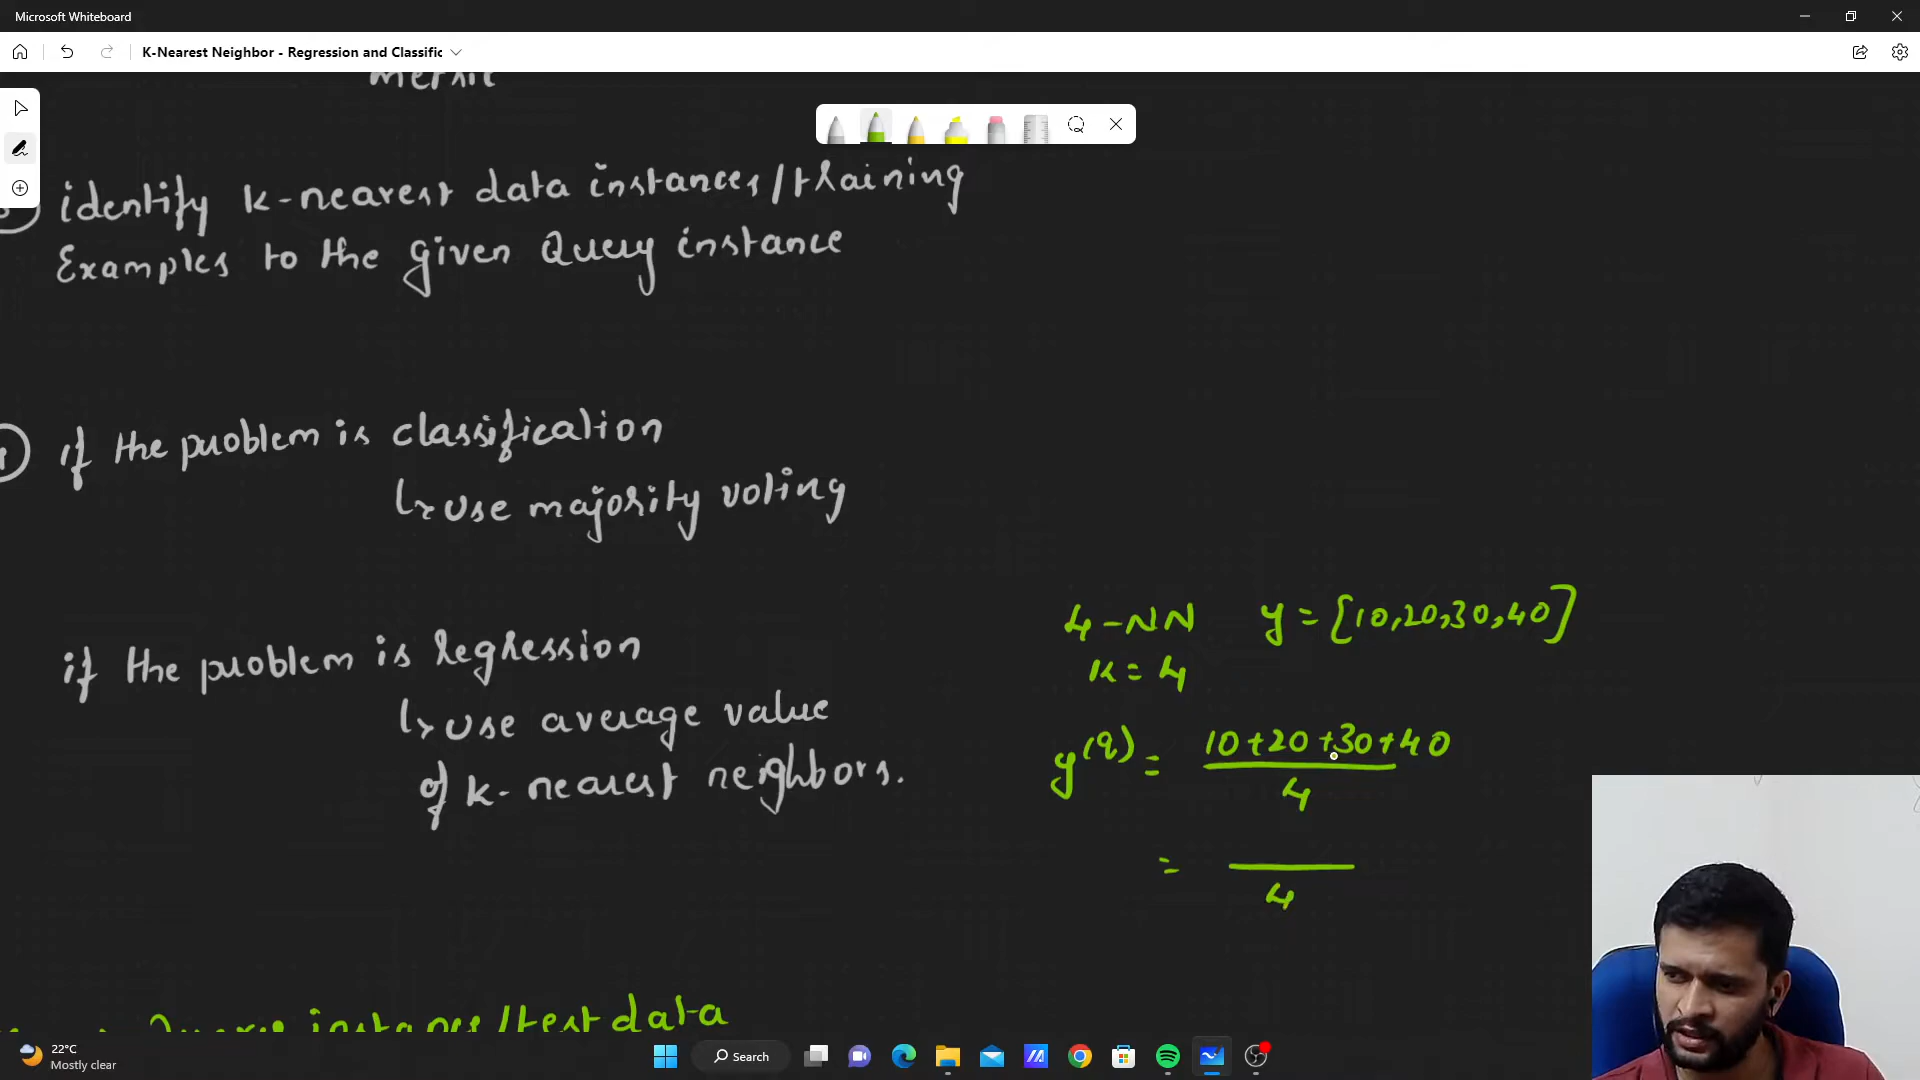 Microsoft Whiteboard
K-Nearest Neighbor - Regression and Classific
metric
identify k-nearest data instances/training
Examples to the given Query instance
if the problem is classification
↳ use majority voting
if the problem is regression
↳ use average value
of k-nearest neighbors.
4-NN y = [10,20,30,40]
K = 4
y(q) = 10+20+30+40
4
=
4
Query instance/test data
22°C
Mostly clear
Search